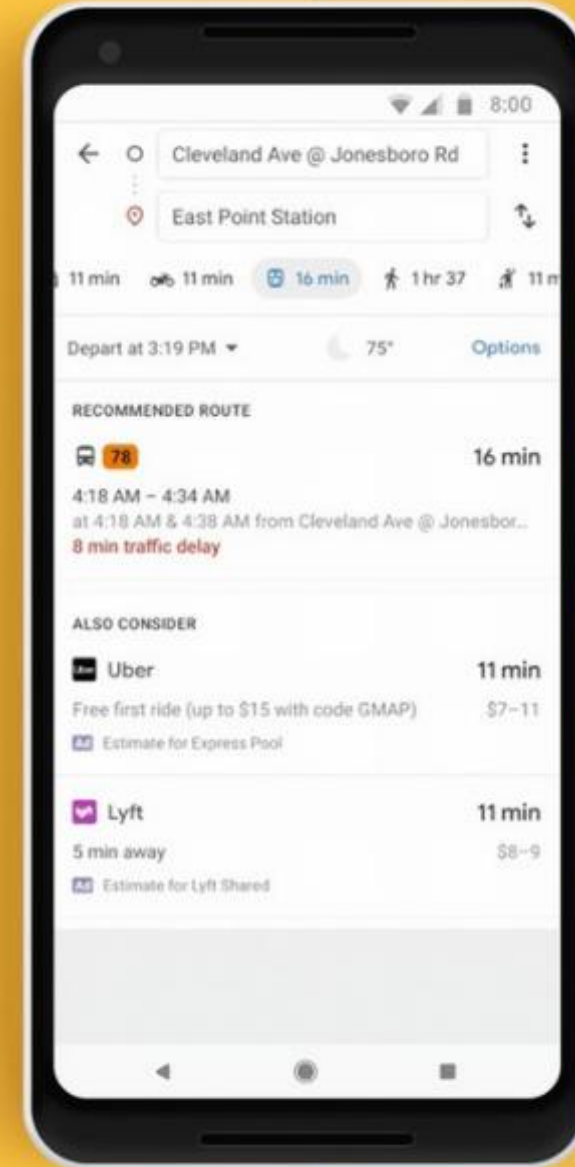 8:00
Cleveland Ave @ Jonesboro Rd
East Point Station
11 min 11 min 16 min 1 hr 37 11 m
Depart at 3:19 PM 75° Options
RECOMMENDED ROUTE
78 16 min
4:18 AM – 4:34 AM
at 4:18 AM & 4:38 AM from Cleveland Ave @ Jonesbor...
8 min traffic delay
ALSO CONSIDER
Uber Uber 11 min
Free first ride (up to $15 with code GMAP) $7–11
Ad Estimate for Express Pool
Lyft 11 min
5 min away $8–9
Ad Estimate for Lyft Shared